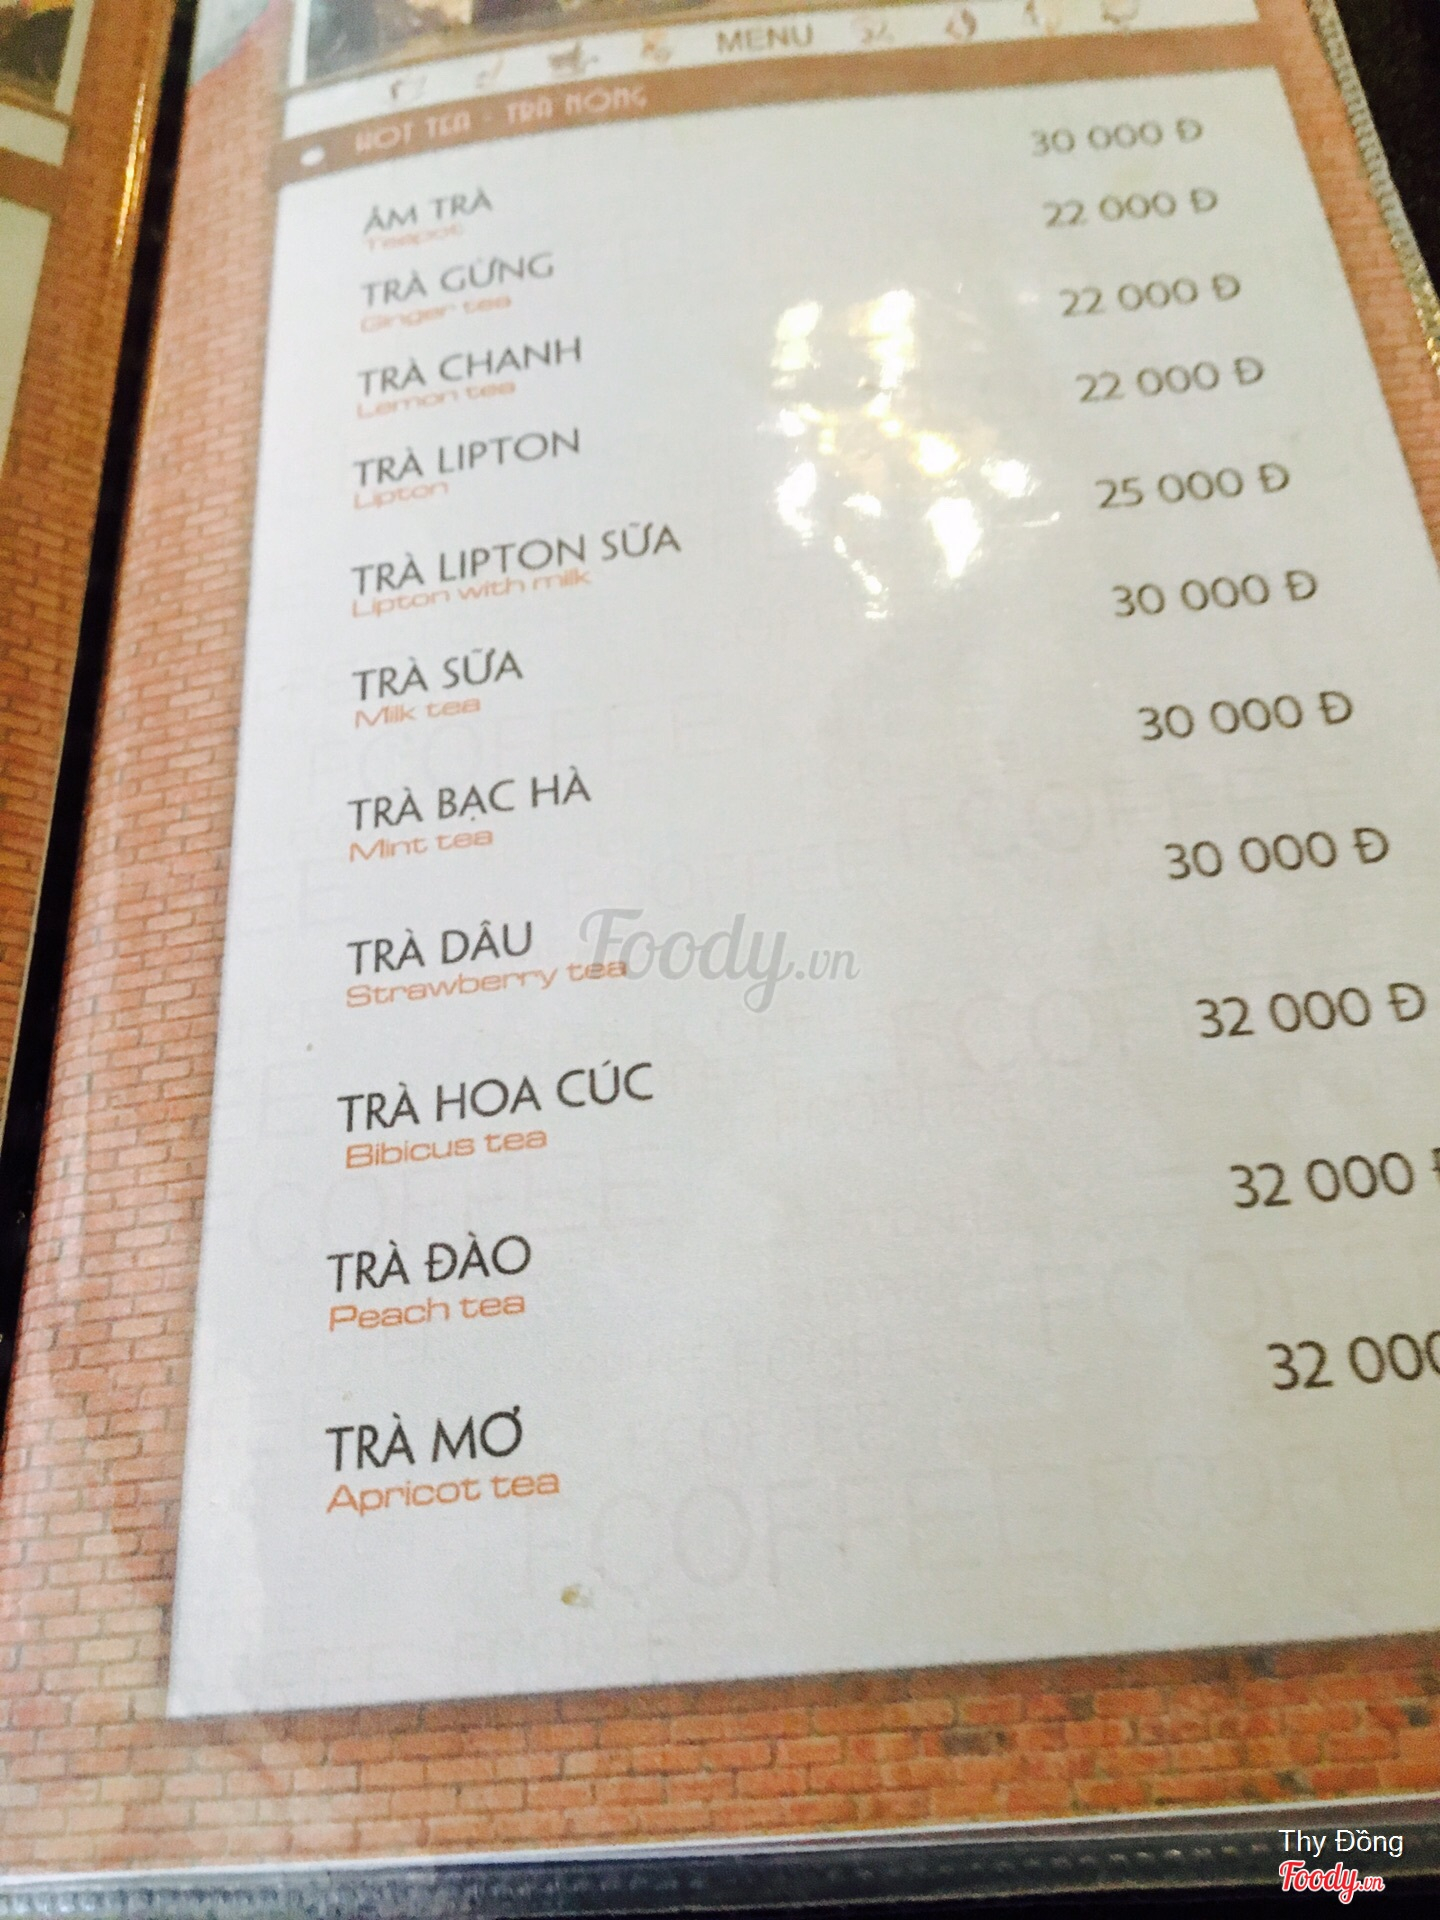 MENU
HOT TEA - TRÀ NÓNG
ẤM TRÀ 30 000 Đ
Teapot
TRÀ GỪNG 22 000 Đ
Ginger tea
TRÀ CHANH 22 000 Đ
Lemon tea
TRÀ LIPTON 22 000 Đ
Lipton
TRÀ LIPTON SỮA 25 000 Đ
Lipton with milk
TRÀ SỮA 30 000 Đ
Milk tea
TRÀ BẠC HÀ 30 000 Đ
Mint tea
TRÀ DÂU 30 000 Đ
Strawberry tea
TRÀ HOA CÚC 32 000 Đ
Bibicus tea
TRÀ ĐÀO 32 000 Đ
Peach tea
TRÀ MƠ 32 000
Apricot tea
Foody.vn
Thy Đồng
Foody.vn